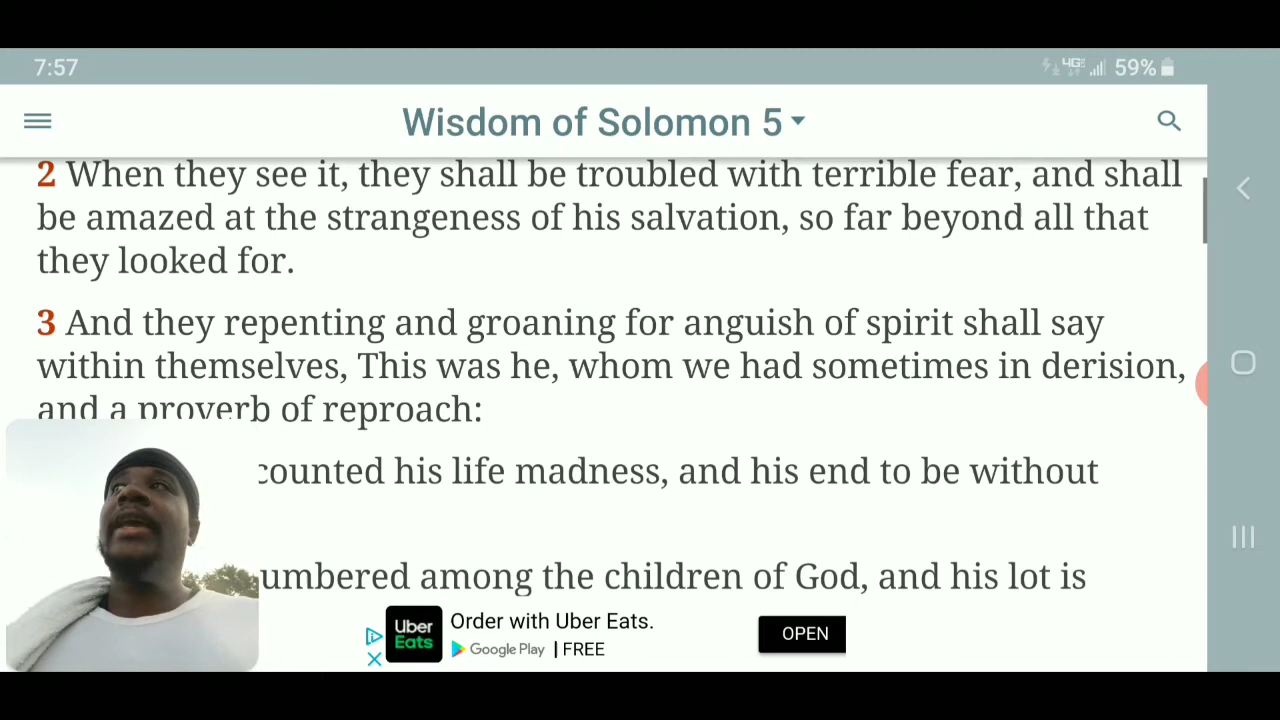 7:57
4G 59%
Wisdom of Solomon 5
2 When they see it, they shall be troubled with terrible fear, and shall
be amazed at the strangeness of his salvation, so far beyond all that
they looked for.
3 And they repenting and groaning for anguish of spirit shall say
within themselves, This was he, whom we had sometimes in derision,
and a proverb of reproach:
counted his life madness, and his end to be without
umbered among the children of God, and his lot is
Uber Eats
Order with Uber Eats.
Google Play | FREE
OPEN